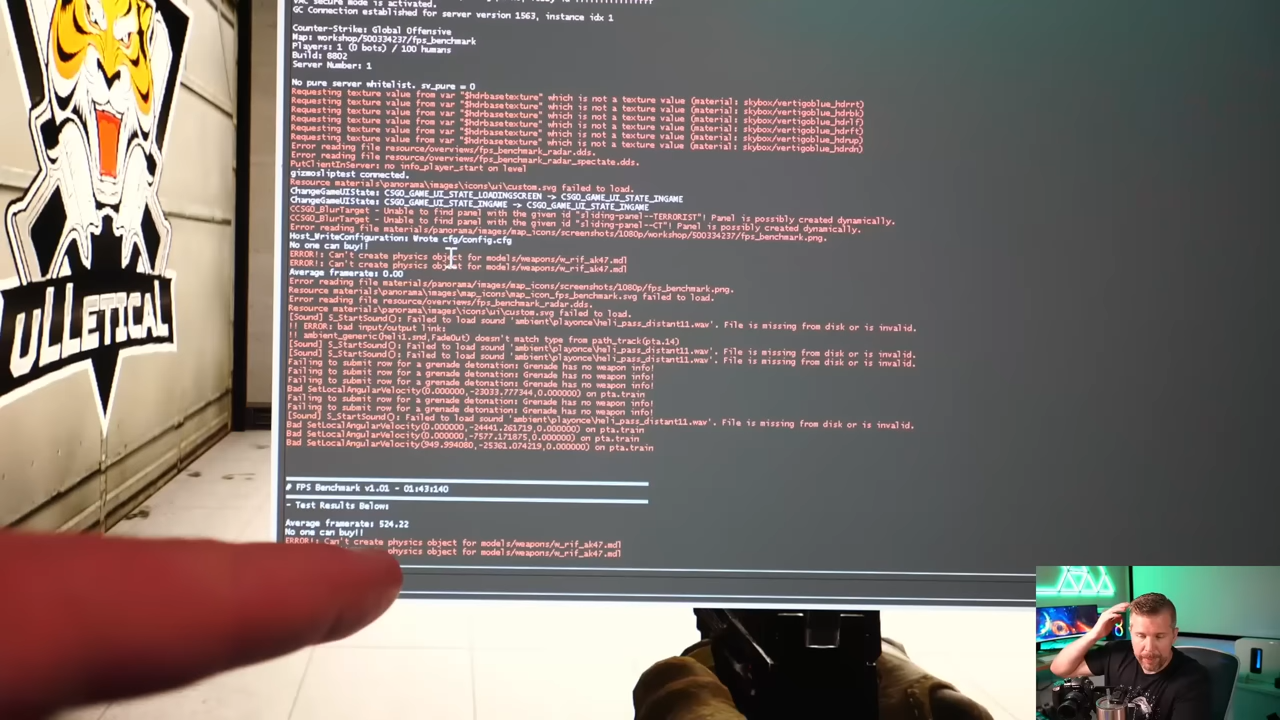 VAC secure mode is activated.
GC Connection established for server version 1563, instance idx 1
Counter-Strike: Global Offensive
Map: workshop/500334237/fps_benchmark
Players: 1 (0 bots) / 100 humans
Build: 8802
Server Number: 1
No pure server whitelist. sv_pure = 0
Requesting texture value from var "$hdrbasetexture" which is not a texture value (material: skybox/vertigoblue_hdrrt)
Requesting texture value from var "$hdrbasetexture" which is not a texture value (material: skybox/vertigoblue_hdrbk)
Requesting texture value from var "$hdrbasetexture" which is not a texture value (material: skybox/vertigoblue_hdrlf)
Requesting texture value from var "$hdrbasetexture" which is not a texture value (material: skybox/vertigoblue_hdrft)
Requesting texture value from var "$hdrbasetexture" which is not a texture value (material: skybox/vertigoblue_hdrup)
Requesting texture value from var "$hdrbasetexture" which is not a texture value (material: skybox/vertigoblue_hdrdn)
Error reading file resource/overviews/fps_benchmark_radar.dds.
Error reading file resource/overviews/fps_benchmark_radar_spectate.dds.
PutClientInServer: no info_player_start on level
gizmosliptest connected.
Resource materials\panorama\images\icons\ui\custom.svg failed to load.
ChangeGameUIState: CSGO_GAME_UI_STATE_LOADINGSCREEN -> CSGO_GAME_UI_STATE_INGAME
ChangeGameUIState: CSGO_GAME_UI_STATE_INGAME -> CSGO_GAME_UI_STATE_INGAME
CCSGO_BlurTarget - Unable to find panel with the given id "sliding-panel--TERRORIST"! Panel is possibly created dynamically.
CCSGO_BlurTarget - Unable to find panel with the given id "sliding-panel--CT"! Panel is possibly created dynamically.
Error reading file materials/panorama/images/map_icons/screenshots/1080p/workshop/500334237/fps_benchmark.png.
Host_WriteConfiguration: Wrote cfg/config.cfg
No one can buy!!
ERROR!: Can't create physics object for models/weapons/w_rif_ak47.mdl
ERROR!: Can't create physics object for models/weapons/w_rif_ak47.mdl
Average framerate: 0.00
Error reading file materials/panorama/images/map_icons/screenshots/1080p/fps_benchmark.png.
Resource materials\panorama\images\map_icons\map_icon_fps_benchmark.svg failed to load.
Error reading file resource/overviews/fps_benchmark_radar.dds.
Resource materials\panorama\images\icons\ui\custom.svg failed to load.
[Sound] S_StartSound(): Failed to load sound 'ambient\playonce\heli_pass_distant11.wav'. File is missing from disk or is invalid.
!! ERROR: bad input/output link:
!! ambient_generic(heli1.snd,FadeOut) doesn't match type from path_track(pta.14)
[Sound] S_StartSound(): Failed to load sound 'ambient\playonce\heli_pass_distant11.wav'. File is missing from disk or is invalid.
[Sound] S_StartSound(): Failed to load sound 'ambient\playonce\heli_pass_distant11.wav'. File is missing from disk or is invalid.
Failing to submit row for a grenade detonation: Grenade has no weapon info!
Failing to submit row for a grenade detonation: Grenade has no weapon info!
Failing to submit row for a grenade detonation: Grenade has no weapon info!
Bad SetLocalAngularVelocity(0.000000,-23033.777344,0.000000) on pta.train
Failing to submit row for a grenade detonation: Grenade has no weapon info!
Failing to submit row for a grenade detonation: Grenade has no weapon info!
[Sound] S_StartSound(): Failed to load sound 'ambient\playonce\heli_pass_distant11.wav'. File is missing from disk or is invalid.
Bad SetLocalAngularVelocity(0.000000,-24441.261719,0.000000) on pta.train
Bad SetLocalAngularVelocity(0.000000,-7577.171875,0.000000) on pta.train
Bad SetLocalAngularVelocity(949.994080,-25361.074219,0.000000) on pta.train
# FPS Benchmark v1.01 - 01:43:140
- Test Results Below:
Average framerate: 524.22
No one can buy!!
ERROR!: Can't create physics object for models/weapons/w_rif_ak47.mdl
physics object for models/weapons/w_rif_ak47.mdl
ULLETICAL